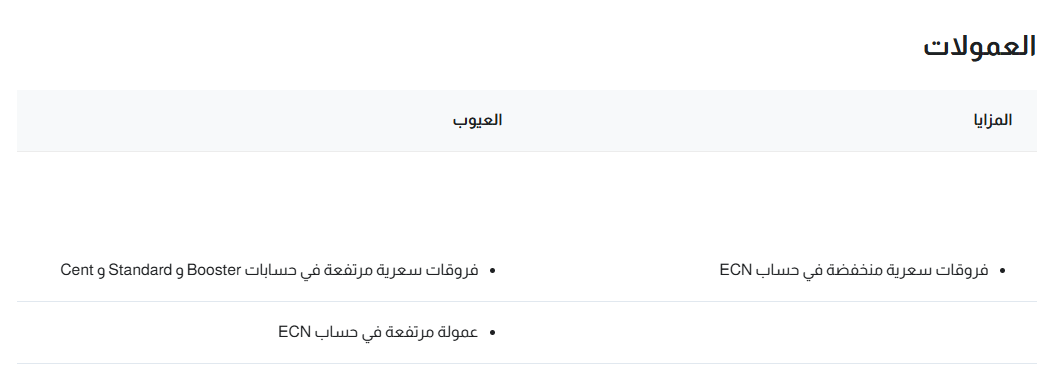 العمولات
المزايا
العيوب
• فروقات سعرية منخفضة في حساب ECN
• فروقات سعرية مرتفعة في حسابات Booster و Standard و Cent
• عمولة مرتفعة في حساب ECN